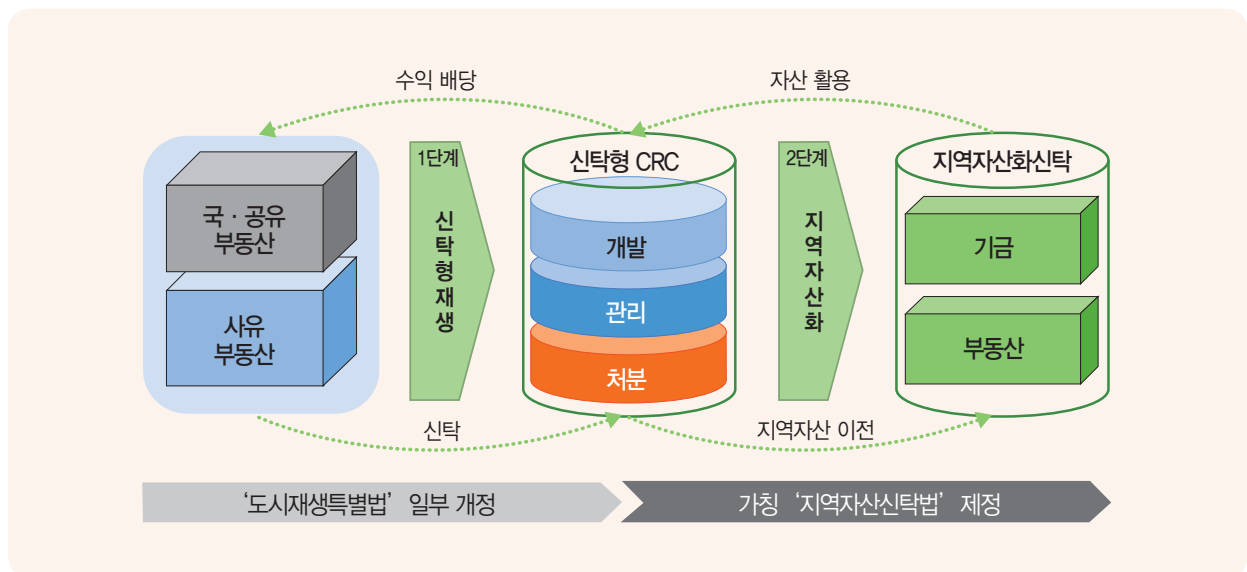 수익 배당
자산 활용
국 · 공유
부동산
사유
부동산
1단계
신탁형재생
신탁형 CRC
개발
관리
처분
2단계
지역자산화
지역자산화신탁
기금
부동산
신탁
지역자산 이전
‘도시재생특별법’ 일부 개정
가칭 ‘지역자산신탁법’ 제정